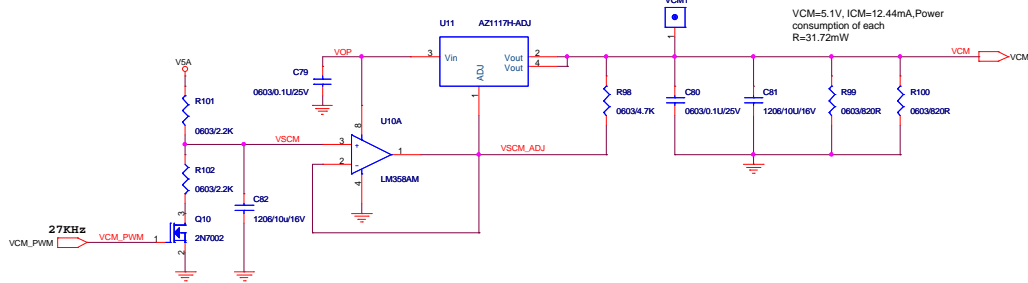 VCM1
VCM=5.1V, ICM=12.44mA,Power
consumption of each
R=31.72mW
U11 AZ1117H-ADJ
1
VOP
3 Vin
Vout 2
Vout 4
ADJ
1
VCM
VCM
V5A
C79
0603/0.1U/25V
R101
0603/2.2K
R98
0603/4.7K
C80
0603/0.1U/25V
C81
1206/10U/16V
R99
0603/820R
R100
0603/820R
8
U10A
VSCM
3 +
2 -
1
VSCM_ADJ
4
LM358AM
R102
0603/2.2K
C82
1206/10u/16V
3
Q10
2N7002
27KHz
VCM_PWM
VCM_PWM
1
2